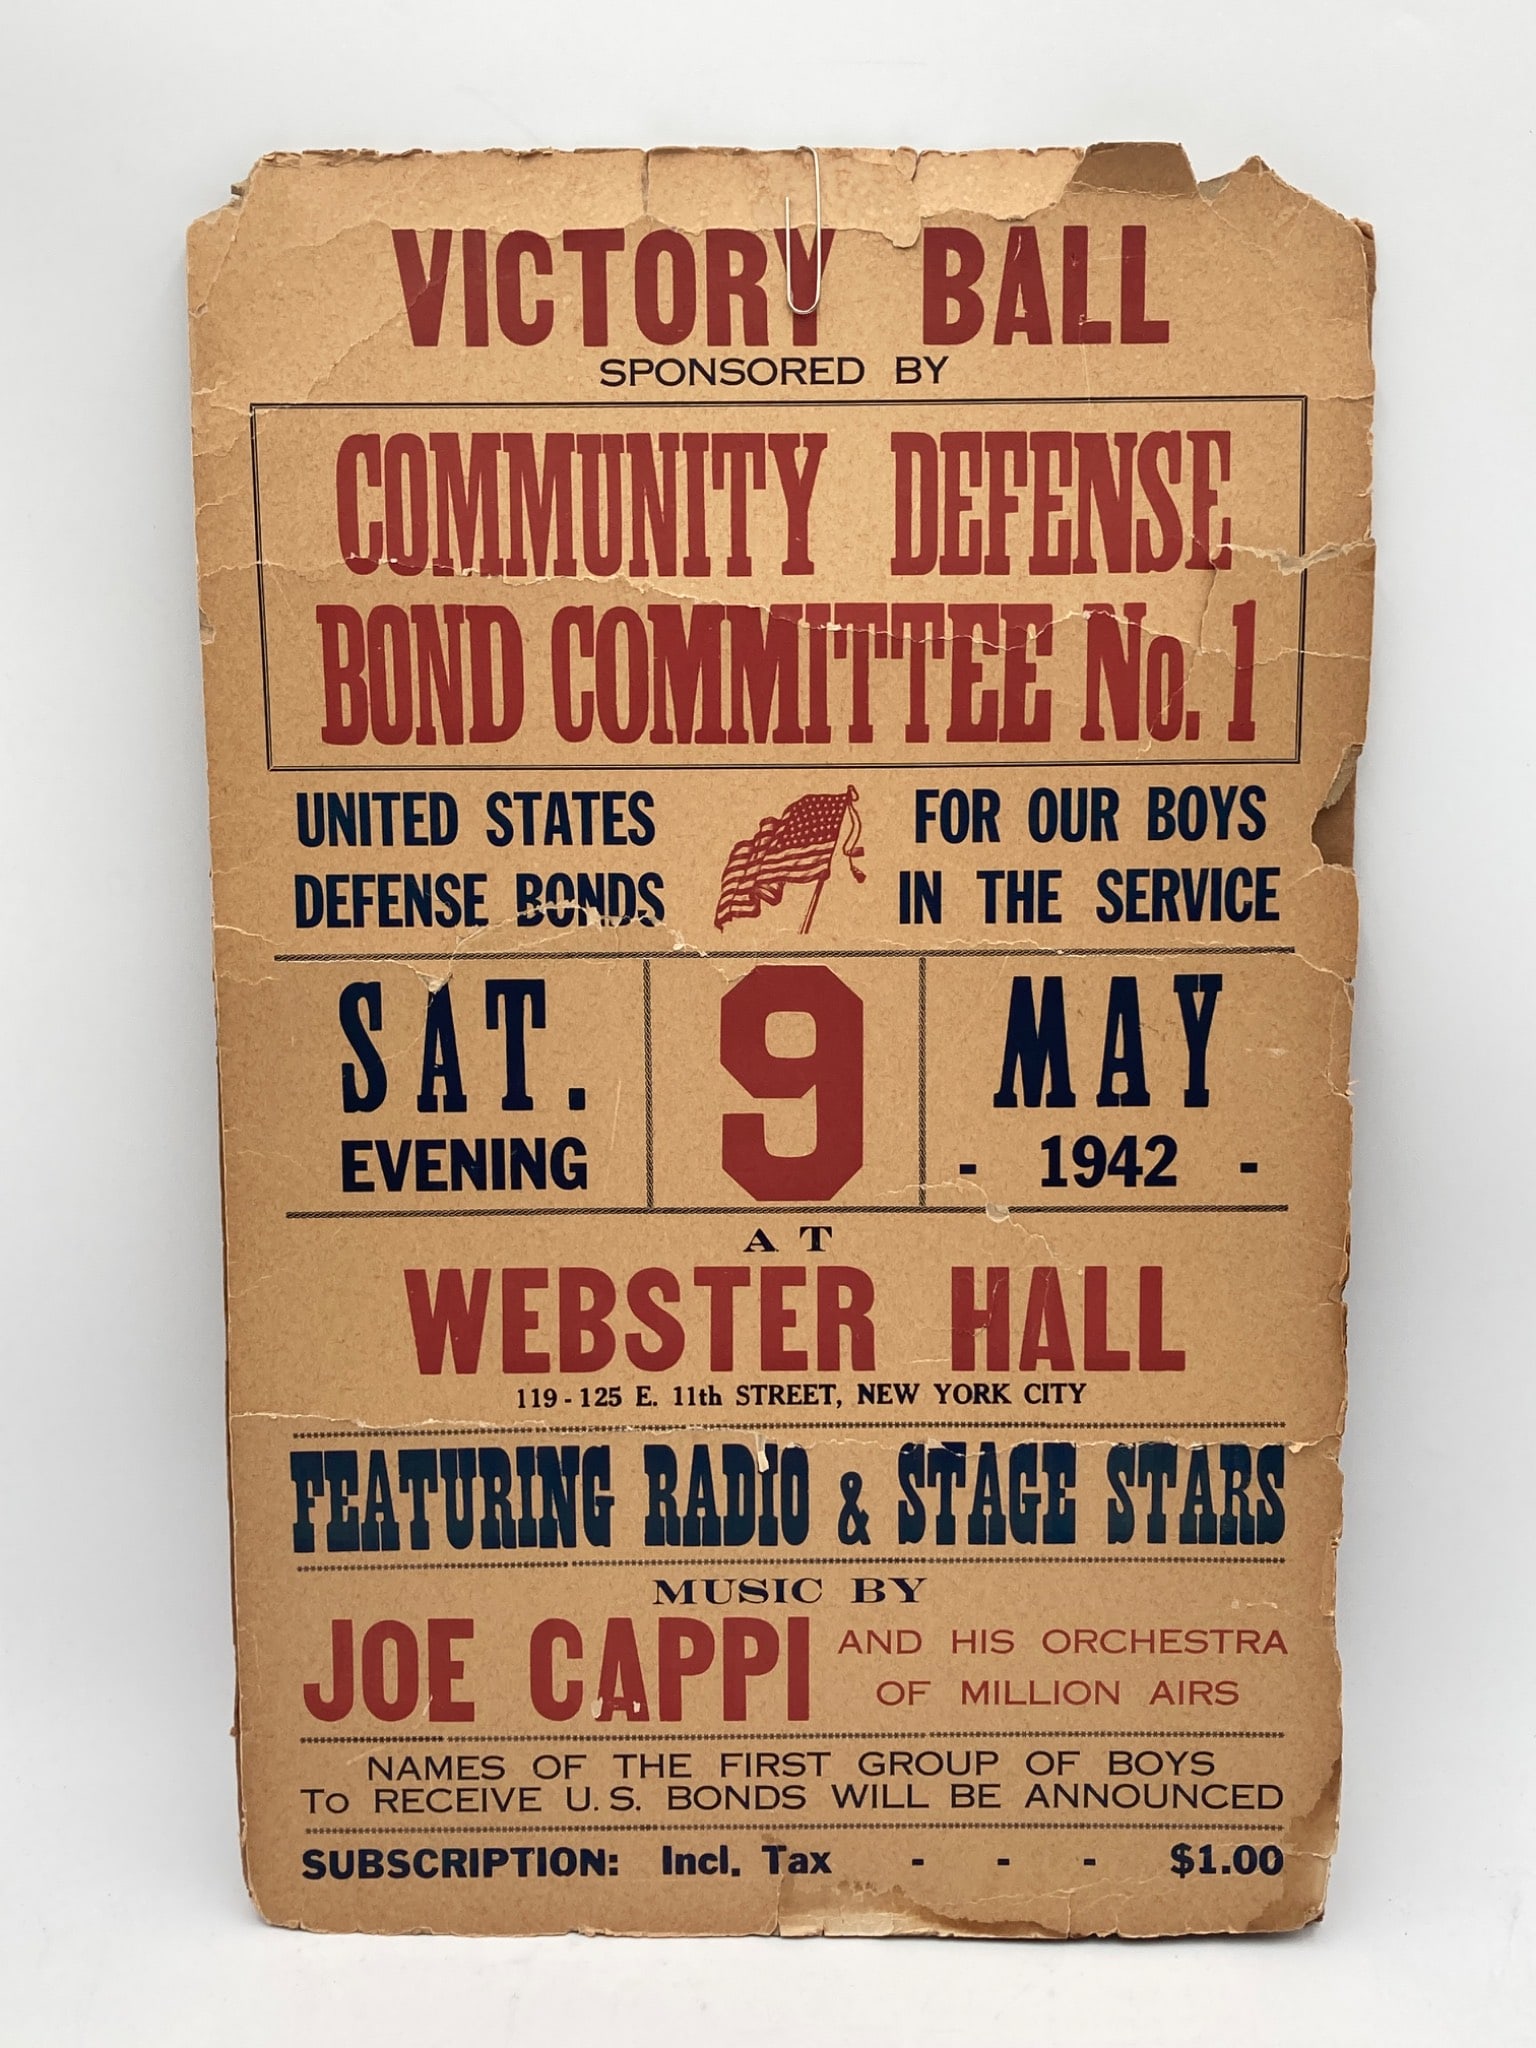 VICTORY BALL
SPONSORED BY
COMMUNITY DEFENSE
BOND COMMITTEE No. 1
UNITED STATES
DEFENSE BONDS
FOR OUR BOYS
IN THE SERVICE
SAT.
EVENING
9
MAY
- 1942 -
AT
WEBSTER HALL
119 - 125 E. 11th STREET, NEW YORK CITY
FEATURING RADIO & STAGE STARS
MUSIC BY
JOE CAPPI
AND HIS ORCHESTRA
OF MILLION AIRS
NAMES OF THE FIRST GROUP OF BOYS
To RECEIVE U. S. BONDS WILL BE ANNOUNCED
SUBSCRIPTION: Incl. Tax - - - $1.00